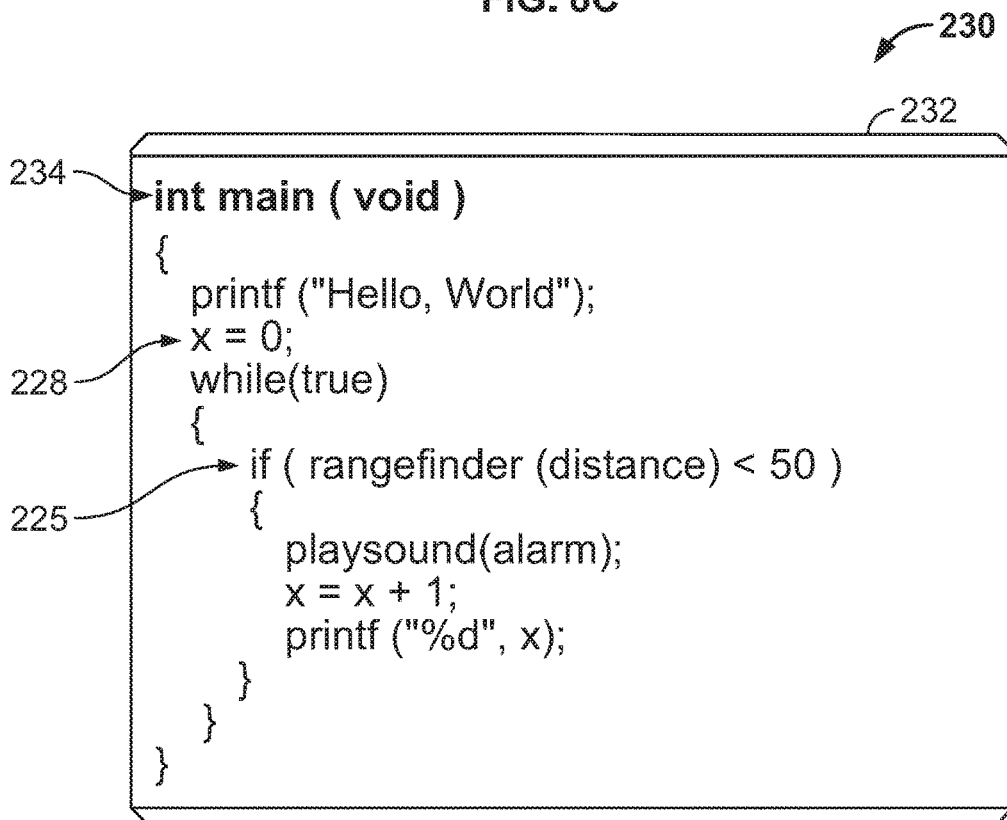 230
232
234
int main ( void )
{
printf ("Hello, World");
x = 0;
228
while(true)
{
if ( rangefinder (distance) < 50 )
225
{
playsound(alarm);
x = x + 1;
printf ("%d", x);
}
}
}